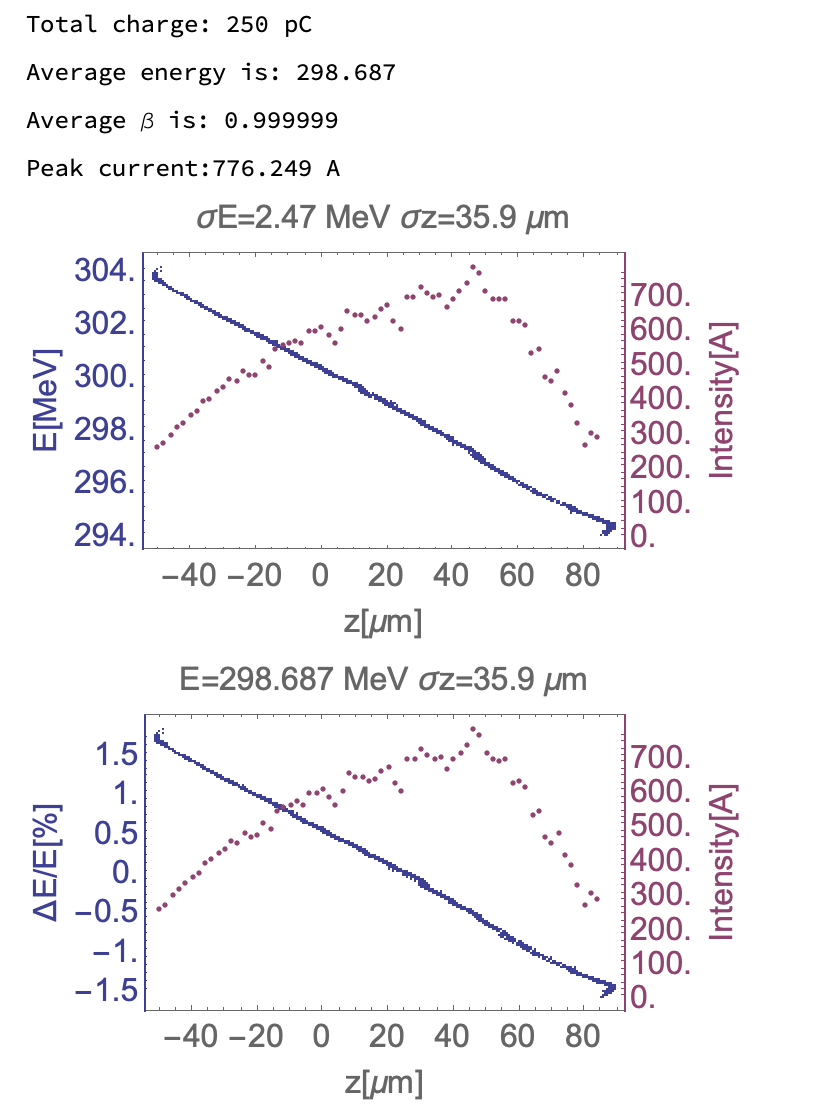 Total charge: 250 pC
Average energy is: 298.687
Average β is: 0.999999
Peak current:776.249 A
σE=2.47 MeV σz=35.9 μm
304.
302.
300.
298.
296.
294.
E[MeV]
700.
600.
500.
400.
300.
200.
100.
0.
Intensity[A]
−40 −20 0 20 40 60 80
z[μm]
E=298.687 MeV σz=35.9 μm
1.5
1.
0.5
0.
−0.5
−1.
−1.5
ΔE/E[%]
700.
600.
500.
400.
300.
200.
100.
0.
Intensity[A]
−40 −20 0 20 40 60 80
z[μm]